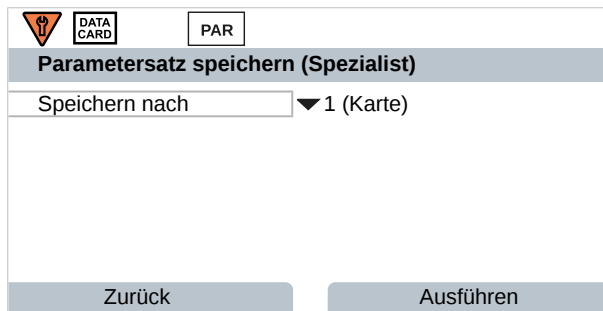 DATA
CARD
PAR
Parametersatz speichern (Spezialist)
Speichern nach 1 (Karte)
Zurück Ausführen